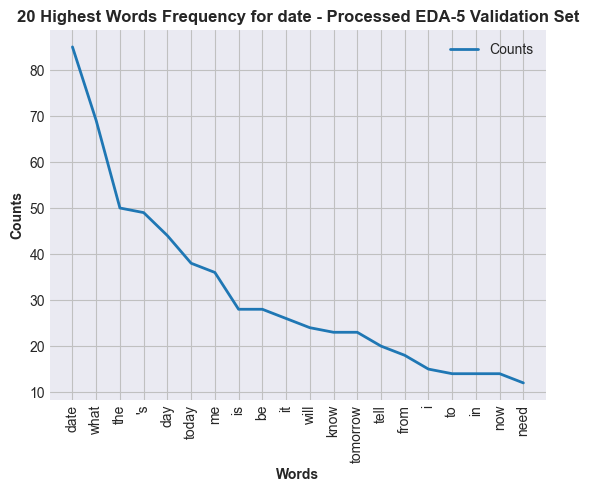 20 Highest Words Frequency for date - Processed EDA-5 Validation Set
Counts
80
70
60
50
40
30
20
10
Counts
date
what
the
's
day
today
me
is
be
it
will
know
tomorrow
tell
from
i
to
in
now
need
Words